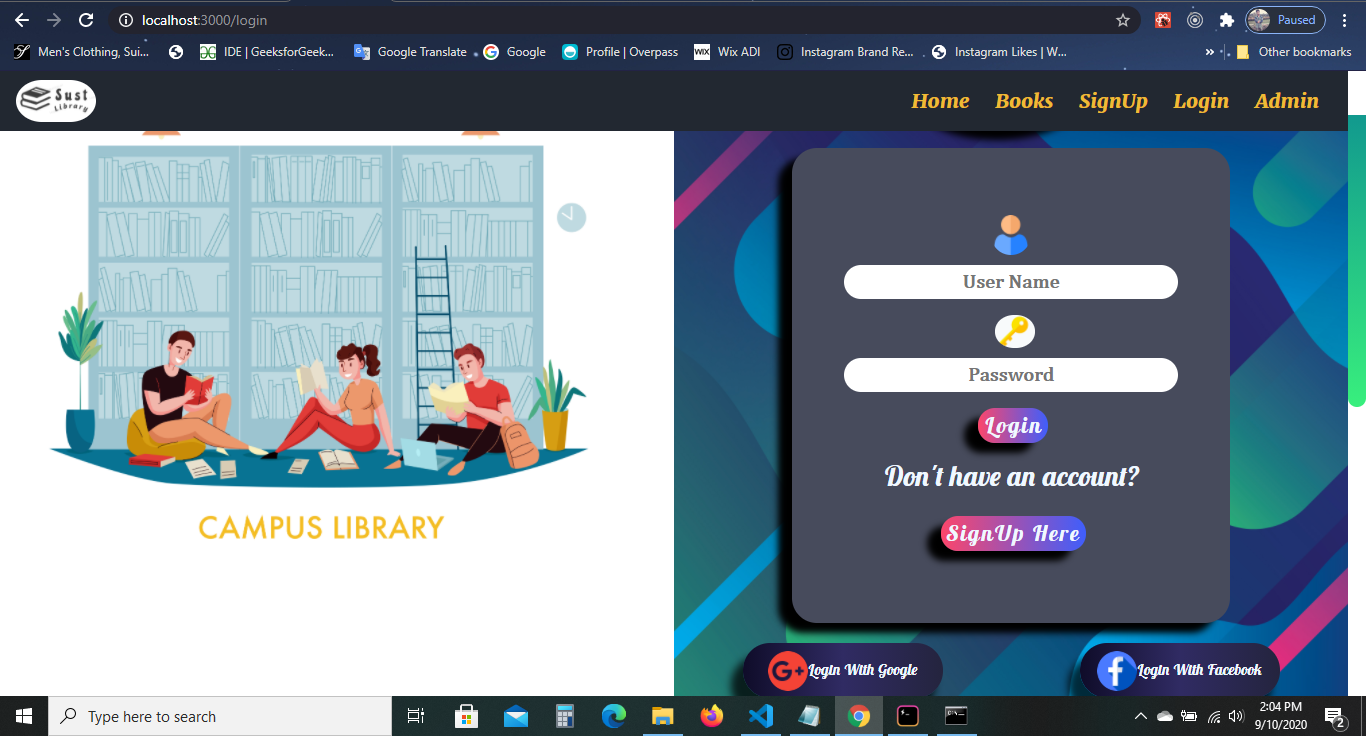 localhost:3000/login
Paused
Men's Clothing, Sui...
IDE | GeeksforGeek...
Google Translate
Google
Profile | Overpass
WIX
Wix ADI
Instagram Brand Re...
Instagram Likes | W...
»
Other bookmarks
Sust
Library
Home
Books
SignUp
Login
Admin
User Name
Password
Login
Don't have an account?
SignUp Here
CAMPUS LIBRARY
G+
Login With Google
f
Login With Facebook
Type here to search
2:04 PM
9/10/2020
2